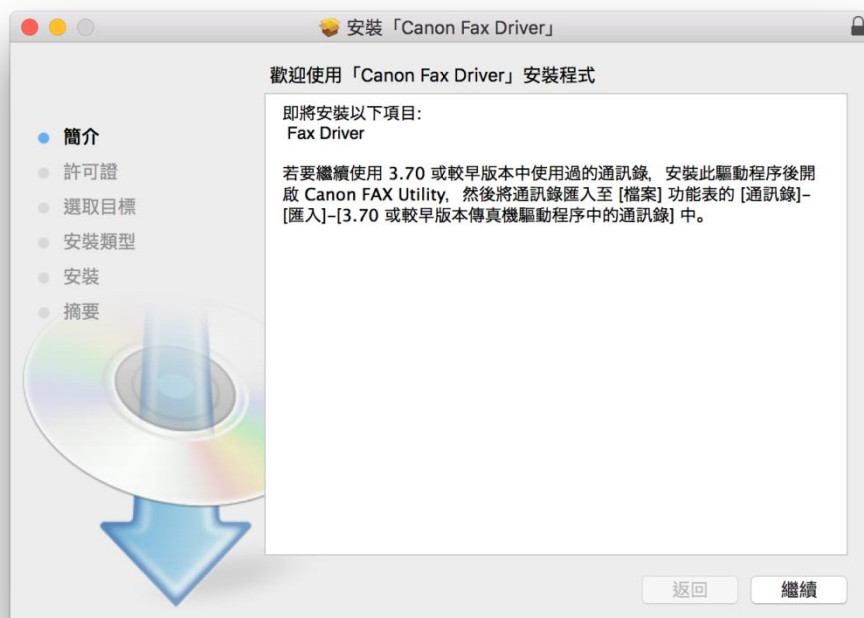 安裝「Canon Fax Driver」
歡迎使用「Canon Fax Driver」安裝程式
簡介
許可證
選取目標
安裝類型
安裝
摘要
即將安裝以下項目:
Fax Driver
若要繼續使用 3.70 或較早版本中使用過的通訊錄，安裝此驅動程序後開
啟 Canon FAX Utility，然後將通訊錄匯入至 [檔案] 功能表的 [通訊錄]-
[匯入]-[3.70 或較早版本傳真機驅動程序中的通訊錄] 中。
返回
繼續